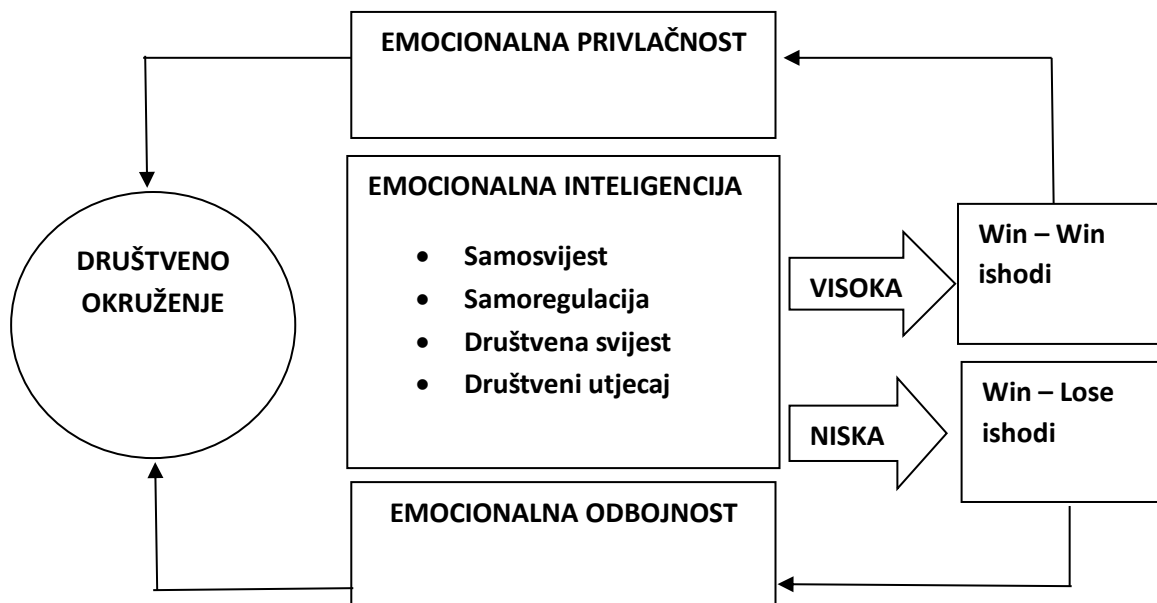 EMOCIONALNA PRIVLAČNOST
EMOCIONALNA INTELIGENCIJA
• Samosvijest
• Samoregulacija
• Društvena svijest
• Društveni utjecaj
DRUŠTVENO
OKRUŽENJE
VISOKA
Win – Win
ishodi
NISKA
Win – Lose
ishodi
EMOCIONALNA ODBOJNOST